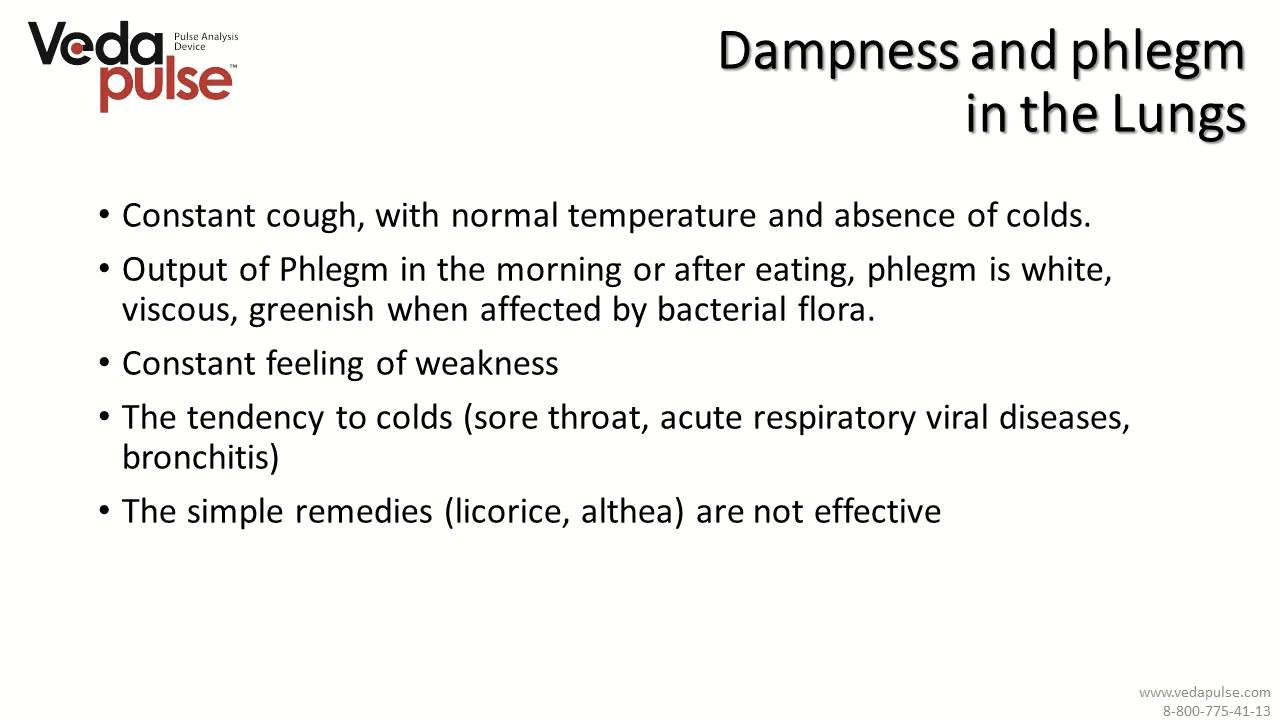 Veda
pulse™
Pulse Analysis
Device
Dampness and phlegm
in the Lungs
• Constant cough, with normal temperature and absence of colds.
• Output of Phlegm in the morning or after eating, phlegm is white,
viscous, greenish when affected by bacterial flora.
• Constant feeling of weakness
• The tendency to colds (sore throat, acute respiratory viral diseases,
bronchitis)
• The simple remedies (licorice, althea) are not effective
www.vedapulse.com
8-800-775-41-13